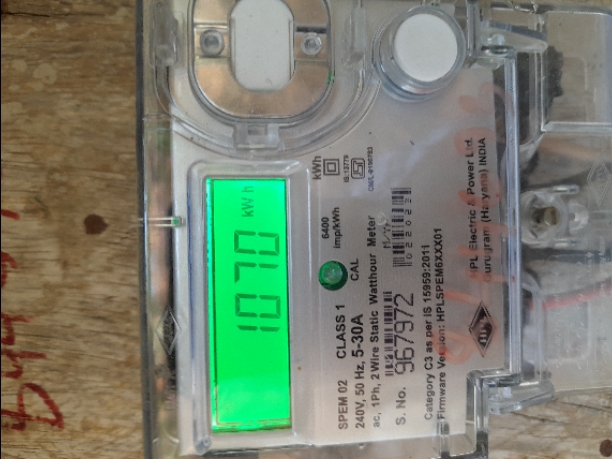 1070 kWh
kWh
IS:13779
6400
imp/kWh
CAL
SPEM 02 CLASS 1
240V, 50 Hz, 5-30A
ac, 1Ph, 2 Wire Static Watthour Meter
S. No. 967972
Category C3 as per IS 15959:2011
Firmware Version: HPLSPEM6XXX01
HPL
PL Electric & Power Ltd.
urugram (Haryana) INDIA